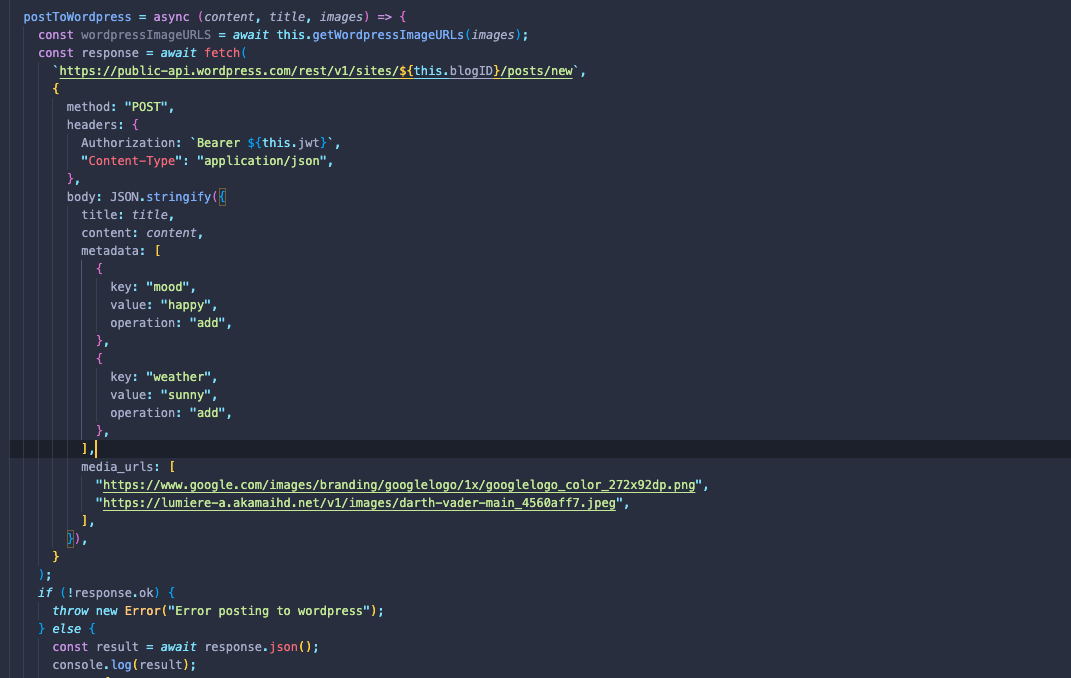 postToWordpress = async (content, title, images) => {
const wordpressImageURLS = await this.getWordpressImageURLs(images);
const response = await fetch(
`https://public-api.wordpress.com/rest/v1/sites/${this.blogID}/posts/new`,
{
method: "POST",
headers: {
Authorization: `Bearer ${this.jwt}`,
"Content-Type": "application/json",
},
body: JSON.stringify({
title: title,
content: content,
metadata: [
{
key: "mood",
value: "happy",
operation: "add",
},
{
key: "weather",
value: "sunny",
operation: "add",
},
],
media_urls: [
"https://www.google.com/images/branding/googlelogo/1x/googlelogo_color_272x92dp.png",
"https://lumiere-a.akamaihd.net/v1/images/darth-vader-main_4560aff7.jpeg",
],
}),
}
);
if (!response.ok) {
throw new Error("Error posting to wordpress");
} else {
const result = await response.json();
console.log(result);